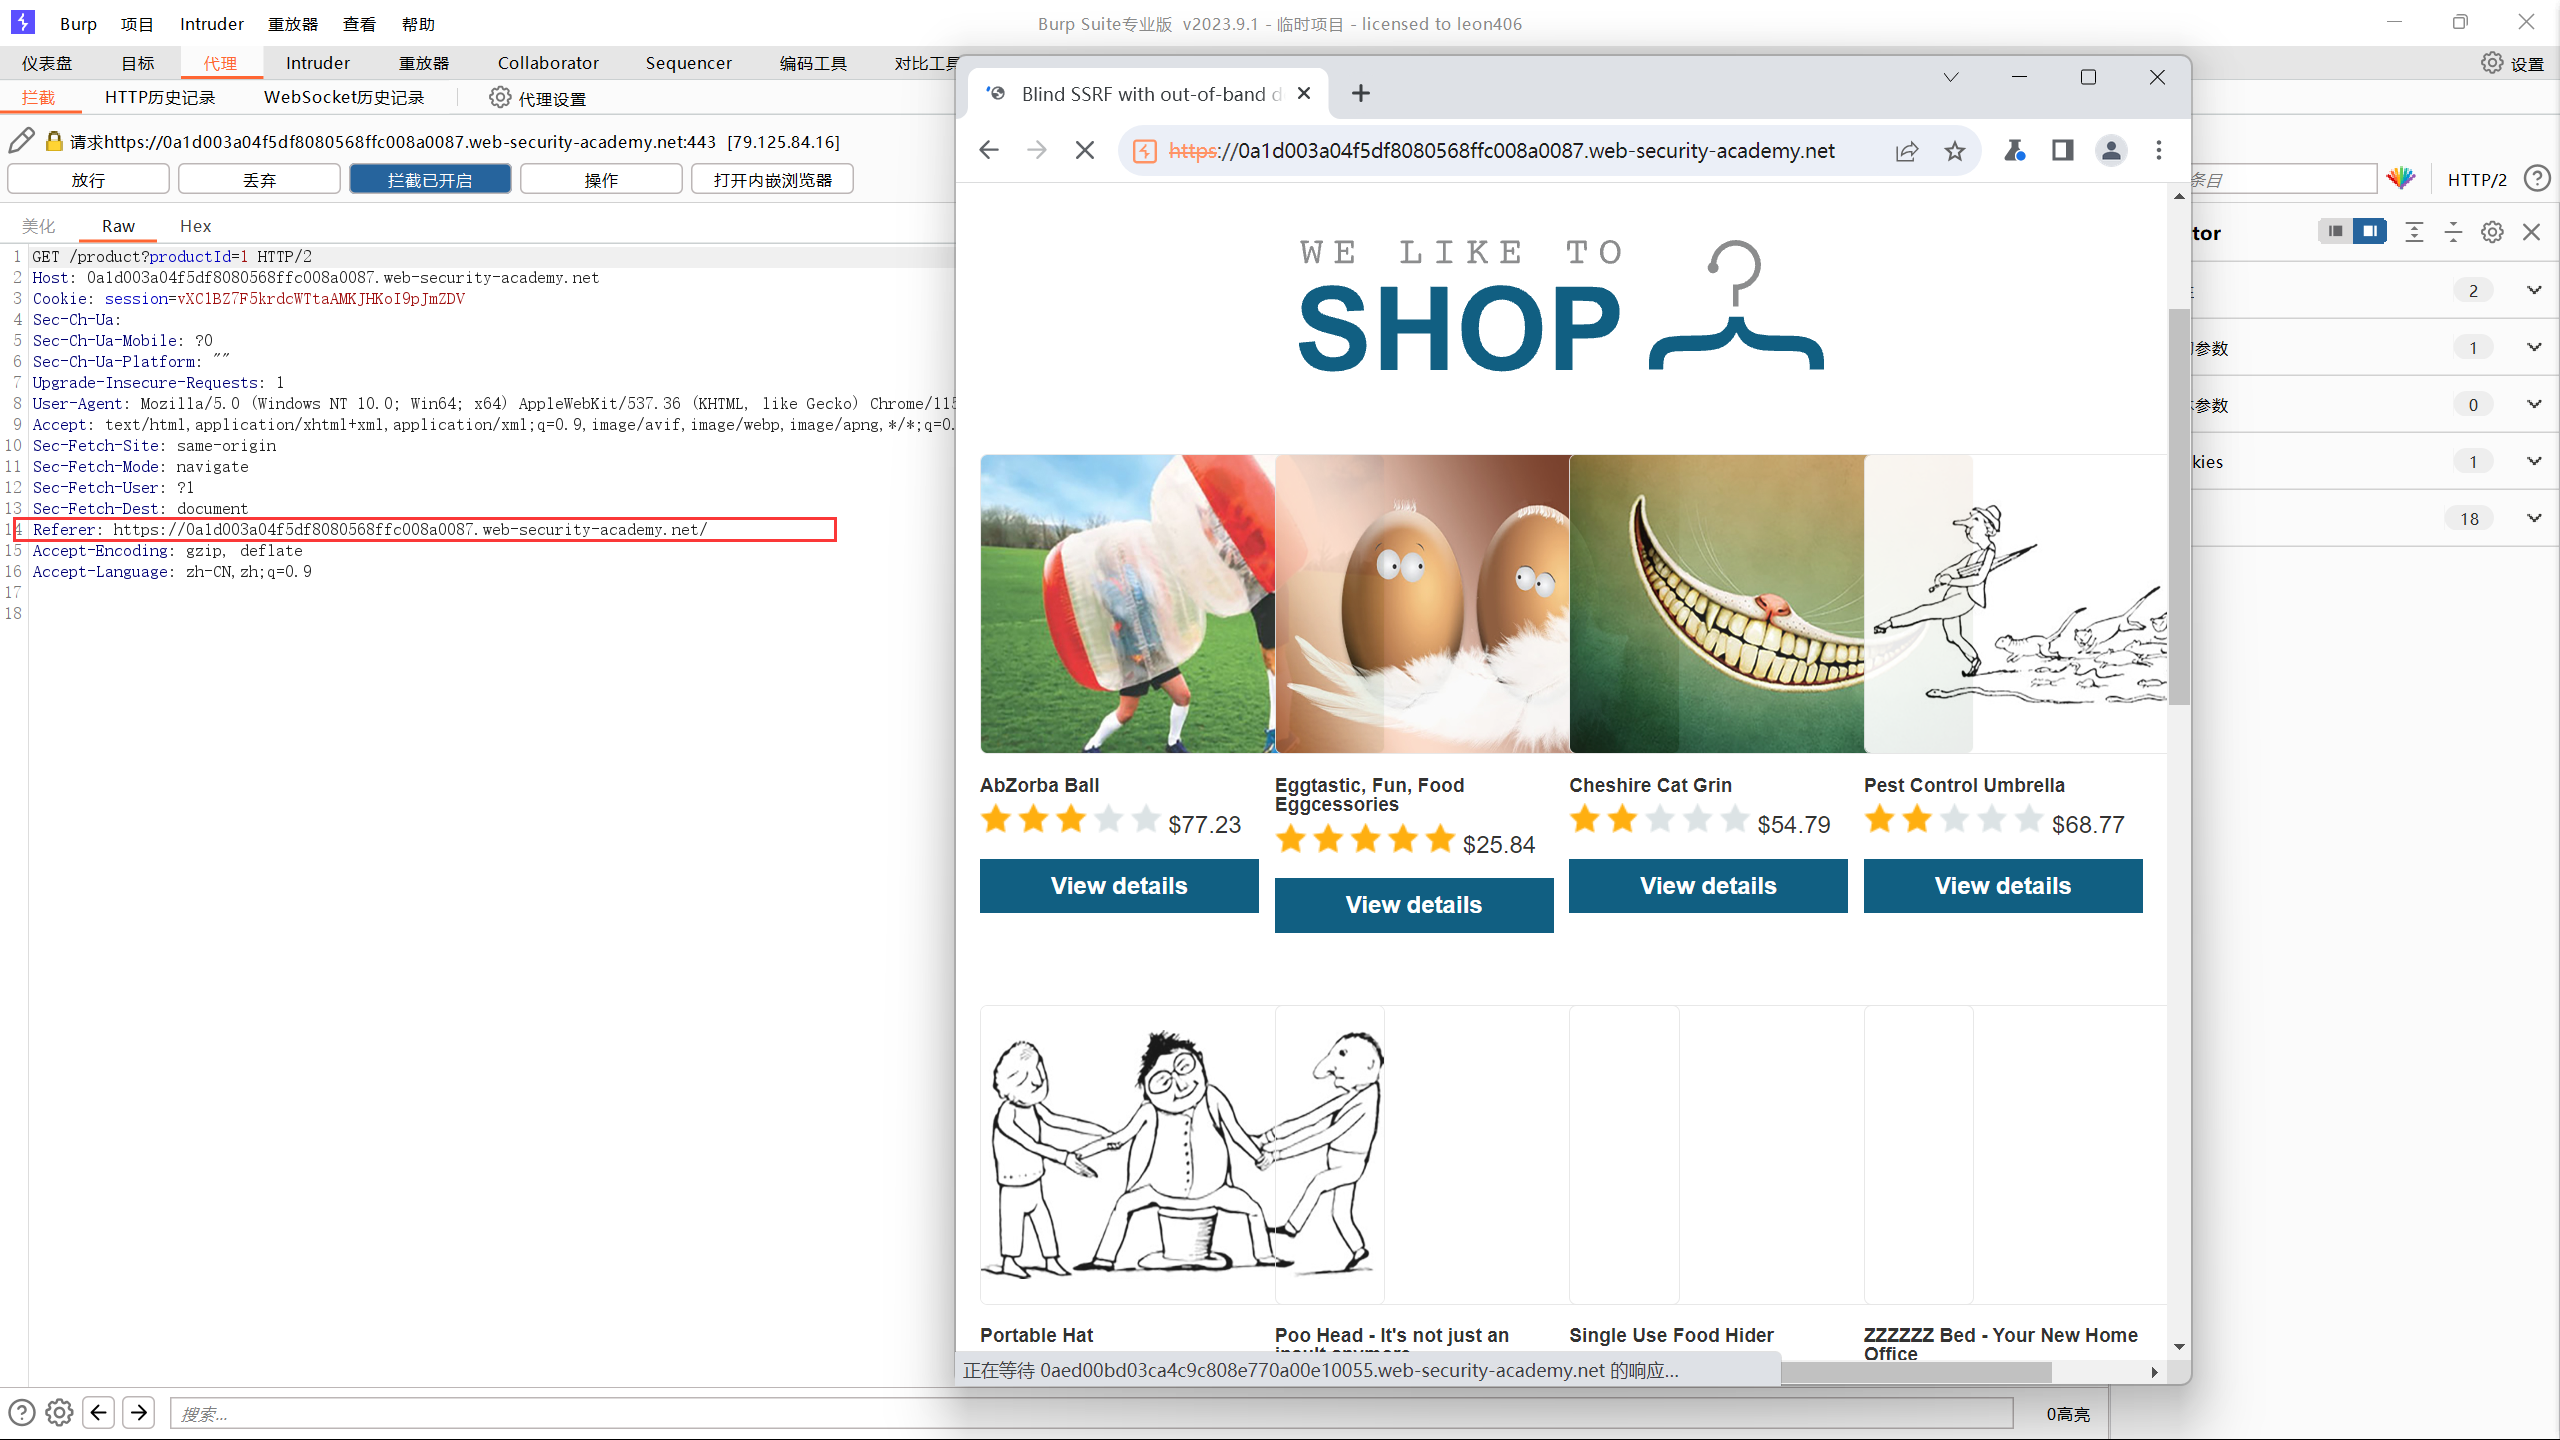 Burp 项目 Intruder 重放器 查看 帮助
Burp Suite专业版 v2023.9.1 - 临时项目 - licensed to leon406
仪表盘 目标 代理 Intruder 重放器 Collaborator Sequencer 编码工具 对比工具
设置
拦截 HTTP历史记录 WebSocket历史记录 代理设置
请求https://0a1d003a04f5df8080568ffc008a0087.web-security-academy.net:443 [79.125.84.16]
放行 丢弃 拦截已开启 操作 打开内嵌浏览器
条目 HTTP/2
美化 Raw Hex
1 GET /product?productId=1 HTTP/2
2 Host: 0a1d003a04f5df8080568ffc008a0087.web-security-academy.net
3 Cookie: session=vXC1BZ7F5krdcWTtaAMKJHKoI9pJmZDV
4 Sec-Ch-Ua:
5 Sec-Ch-Ua-Mobile: ?0
6 Sec-Ch-Ua-Platform: ""
7 Upgrade-Insecure-Requests: 1
8 User-Agent: Mozilla/5.0 (Windows NT 10.0; Win64; x64) AppleWebKit/537.36 (KHTML, like Gecko) Chrome/115
9 Accept: text/html,application/xhtml+xml,application/xml;q=0.9,image/avif,image/webp,image/apng,*/*;q=0.
10 Sec-Fetch-Site: same-origin
11 Sec-Fetch-Mode: navigate
12 Sec-Fetch-User: ?1
13 Sec-Fetch-Dest: document
14 Referer: https://0a1d003a04f5df8080568ffc008a0087.web-security-academy.net/
15 Accept-Encoding: gzip, deflate
16 Accept-Language: zh-CN,zh;q=0.9
17
18
Blind SSRF with out-of-band d
https://0a1d003a04f5df8080568ffc008a0087.web-security-academy.net
WE LIKE TO
SHOP
AbZorba Ball
$77.23
View details
Eggtastic, Fun, Food
Eggcessories
$25.84
View details
Cheshire Cat Grin
$54.79
View details
Pest Control Umbrella
$68.77
View details
Portable Hat
Poo Head - It's not just an
insult anymore
Single Use Food Hider
ZZZZZZ Bed - Your New Home
Office
正在等待 0aed00bd03ca4c9c808e770a00e10055.web-security-academy.net 的响应...
tor
2
参数 1
参数 0
kies 1
18
搜索...
0高亮